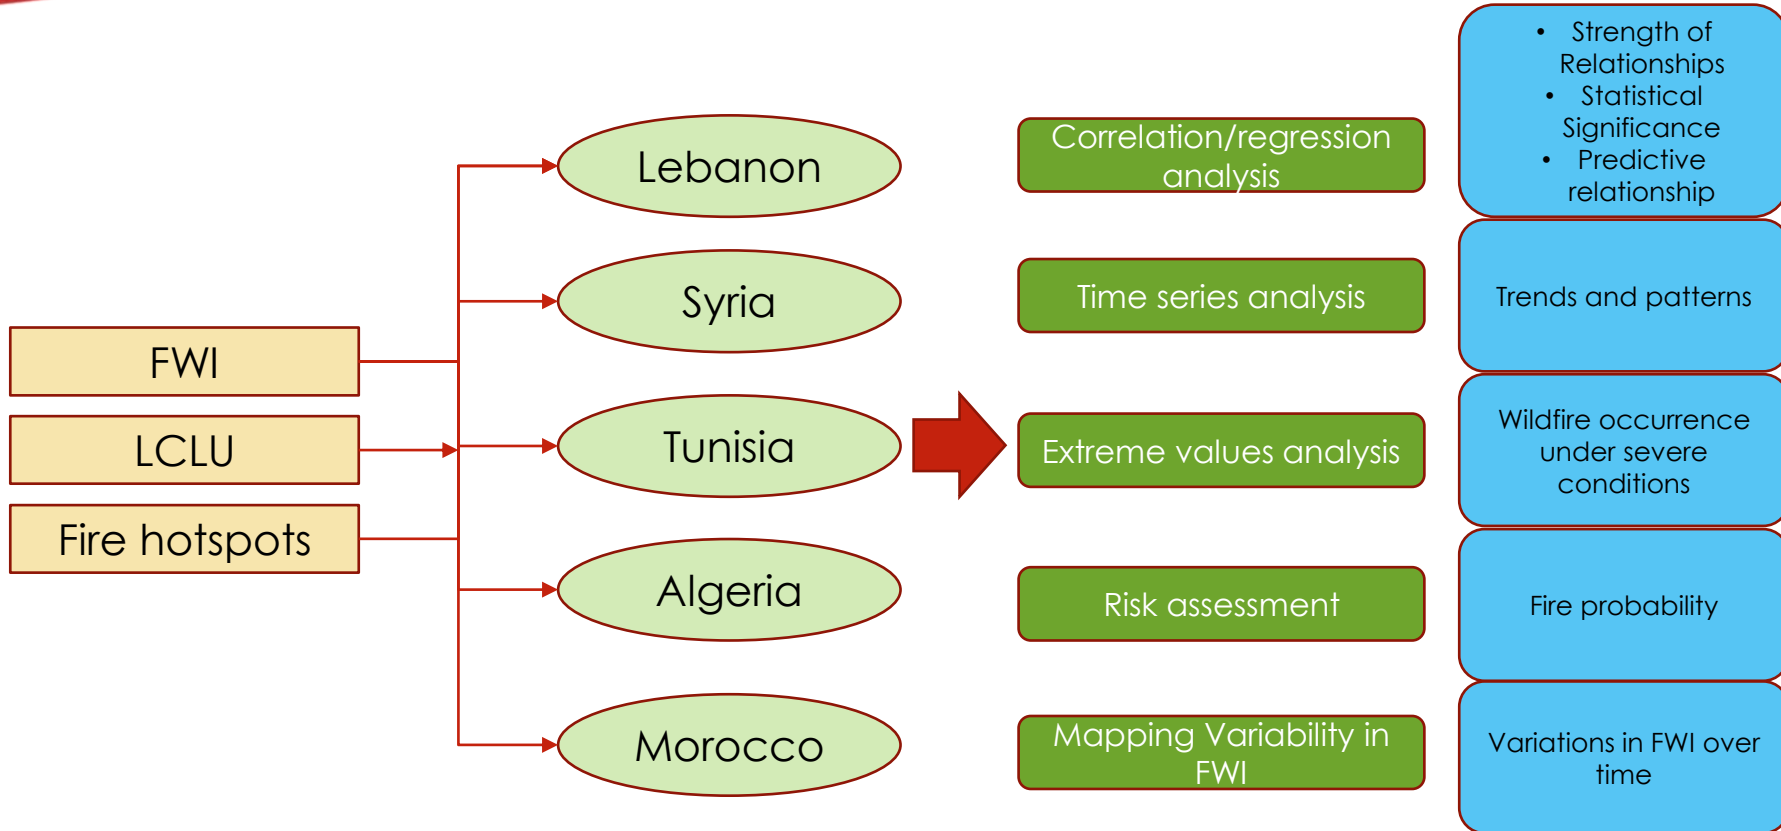 FWI
LCLU
Fire hotspots
Lebanon
Syria
Tunisia
Algeria
Morocco
Correlation/regression
analysis
Time series analysis
Extreme values analysis
Risk assessment
Mapping Variability in
FWI
• Strength of
Relationships
• Statistical
Significance
• Predictive
relationship
Trends and patterns
Wildfire occurrence
under severe
conditions
Fire probability
Variations in FWI over
time